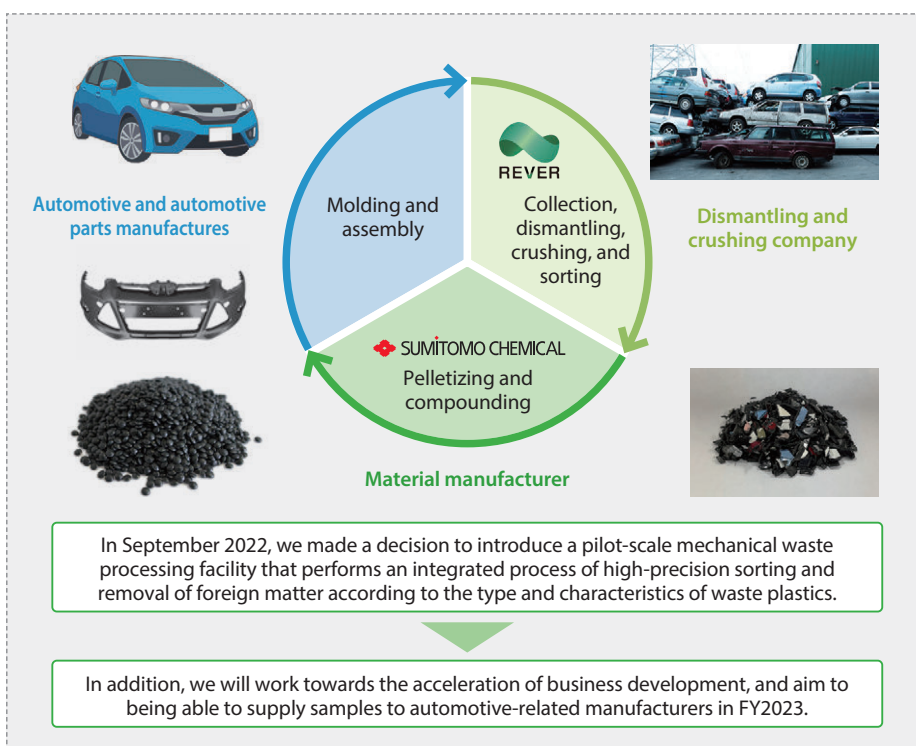 Automotive and automotive
parts manufactures
Molding and
assembly
REVER
Collection,
dismantling,
crushing, and
sorting
Dismantling and
crushing company
SUMITOMO CHEMICAL
Pelletizing and
compounding
Material manufacturer
In September 2022, we made a decision to introduce a pilot-scale mechanical waste
processing facility that performs an integrated process of high-precision sorting and
removal of foreign matter according to the type and characteristics of waste plastics.
In addition, we will work towards the acceleration of business development, and aim to
being able to supply samples to automotive-related manufacturers in FY2023.